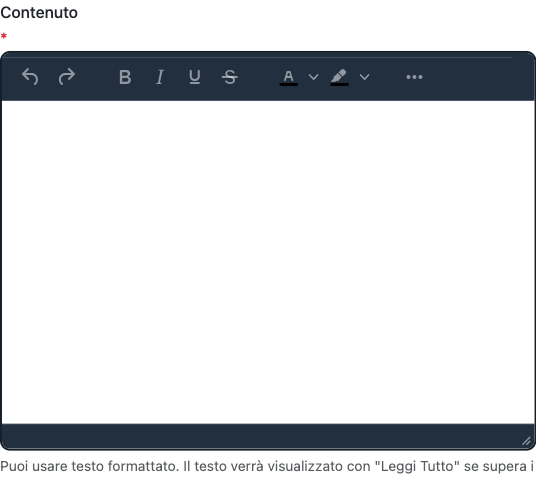 Contenuto
*
B I U S A
Puoi usare testo formattato. Il testo verrà visualizzato con "Leggi Tutto" se supera i